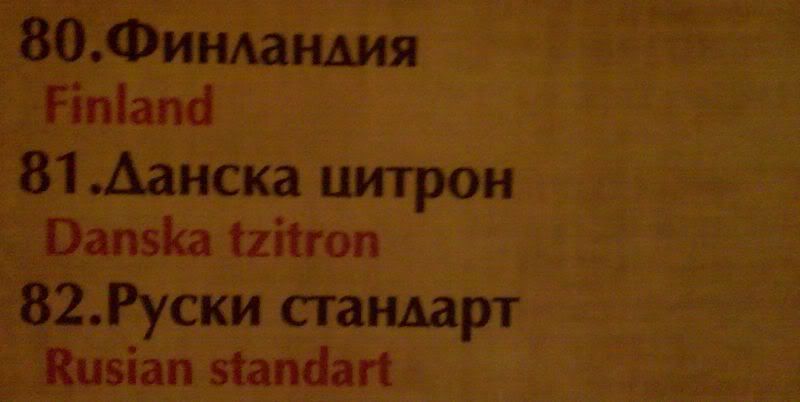 80.Финландия
Finland
81.Данска цитрон
Danska tzitron
82.Руски стандарт
Rusian standart